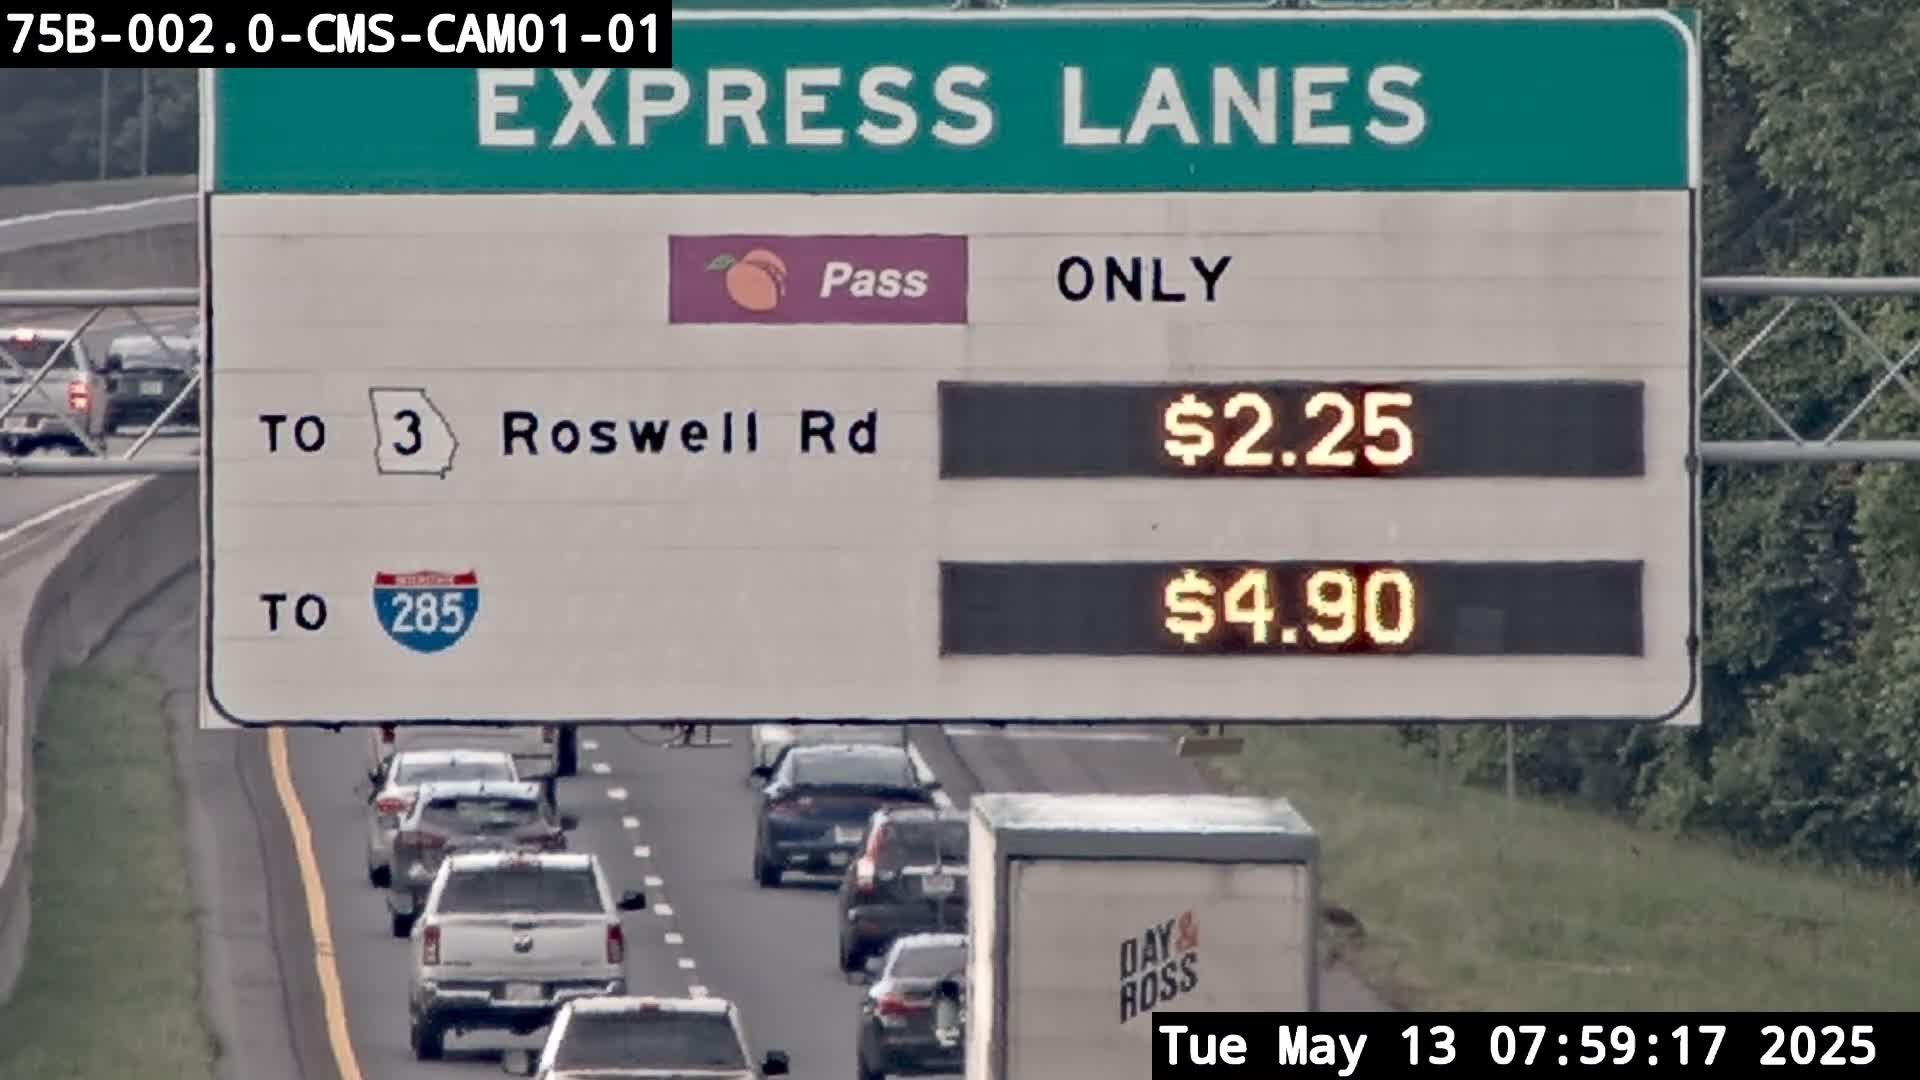 75B-002.0-CMS-CAM01-01
EXPRESS LANES
Pass ONLY
TO 3 Roswell Rd $2.25
INTERSTATE
TO 285 $4.90
DAY&
ROSS
Tue May 13 07:59:17 2025